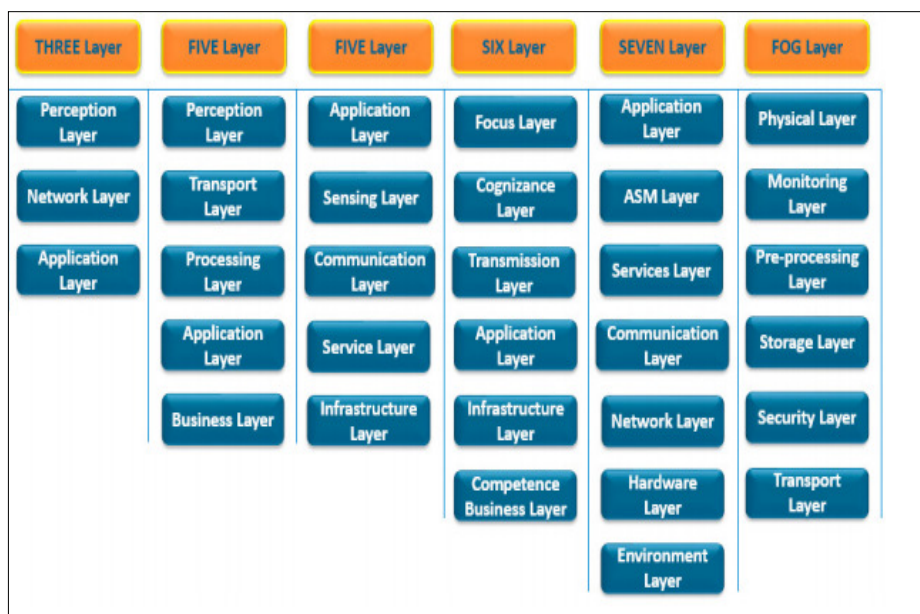 THREE Layer
FIVE Layer
FIVE Layer
SIX Layer
SEVEN Layer
FOG Layer
Perception
Layer
Network Layer
Application
Layer
Perception
Layer
Transport
Layer
Processing
Layer
Application
Layer
Business Layer
Application
Layer
Sensing Layer
Communication
Layer
Service Layer
Infrastructure
Layer
Focus Layer
Cognizance
Layer
Transmission
Layer
Application
Layer
Infrastructure
Layer
Competence
Business Layer
Application
Layer
ASM Layer
Services Layer
Communication
Layer
Network Layer
Hardware
Layer
Environment
Layer
Physical Layer
Monitoring
Layer
Pre-processing
Layer
Storage Layer
Security Layer
Transport
Layer